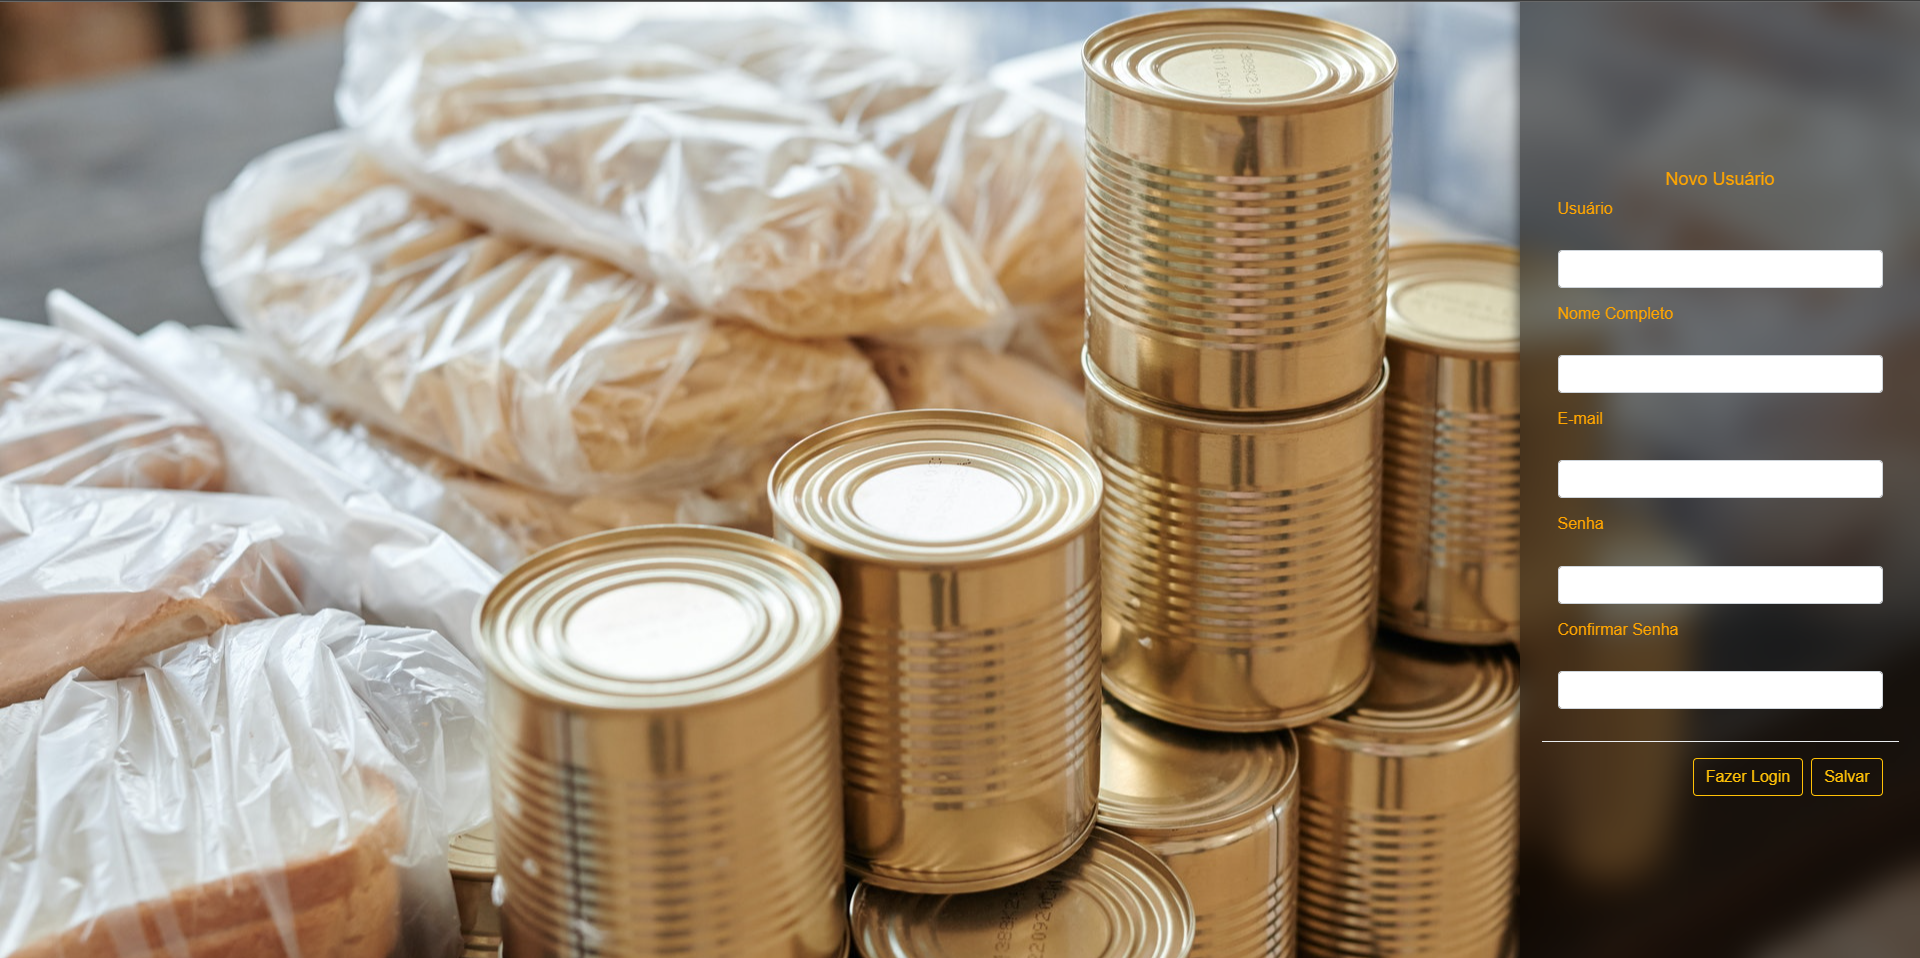 Novo Usuário
Usuário
Nome Completo
E-mail
Senha
Confirmar Senha
Fazer Login
Salvar